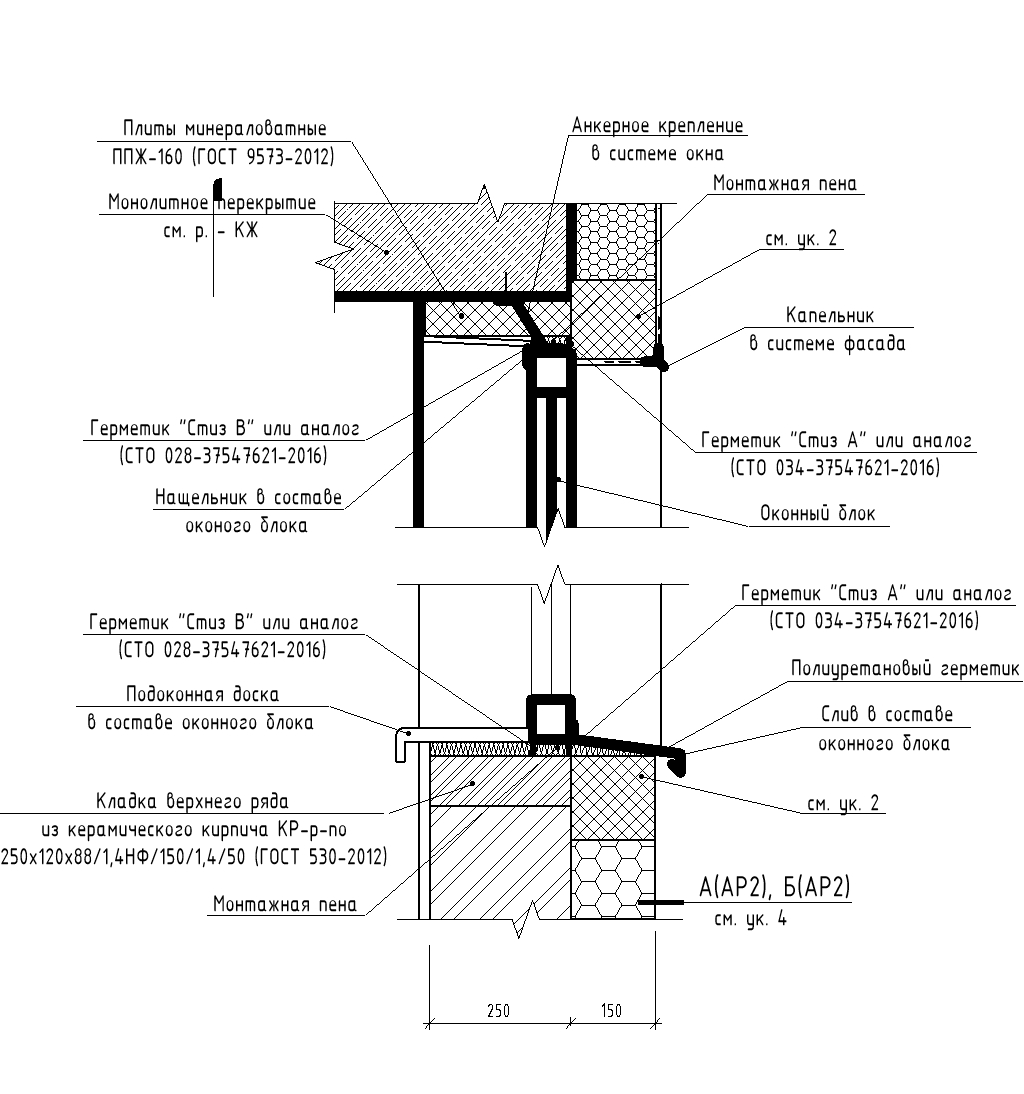 Плиты минераловатные
ППЖ-160 (ГОСТ 9573-2012)
Анкерное крепление
в системе окна
Монолитное перекрытие
см. р. - КЖ
Монтажная пена
см. ук. 2
Капельник
в системе фасада
Герметик "Стиз В" или аналог
(СТО 028-37547621-2016)
Герметик "Стиз А" или аналог
(СТО 034-37547621-2016)
Нащельник в составе
оконого блока
Оконный блок
Герметик "Стиз А" или аналог
(СТО 034-37547621-2016)
Герметик "Стиз В" или аналог
(СТО 028-37547621-2016)
Полиуретановый герметик
Подоконная доска
в составе оконного блока
Слив в составе
оконного блока
Кладка верхнего ряда
из керамического кирпича КР-р-по
250х120х88/1,4НФ/150/1,4/50 (ГОСТ 530-2012)
см. ук. 2
Монтажная пена
А(АР2), Б(АР2)
см. ук. 4
250
150